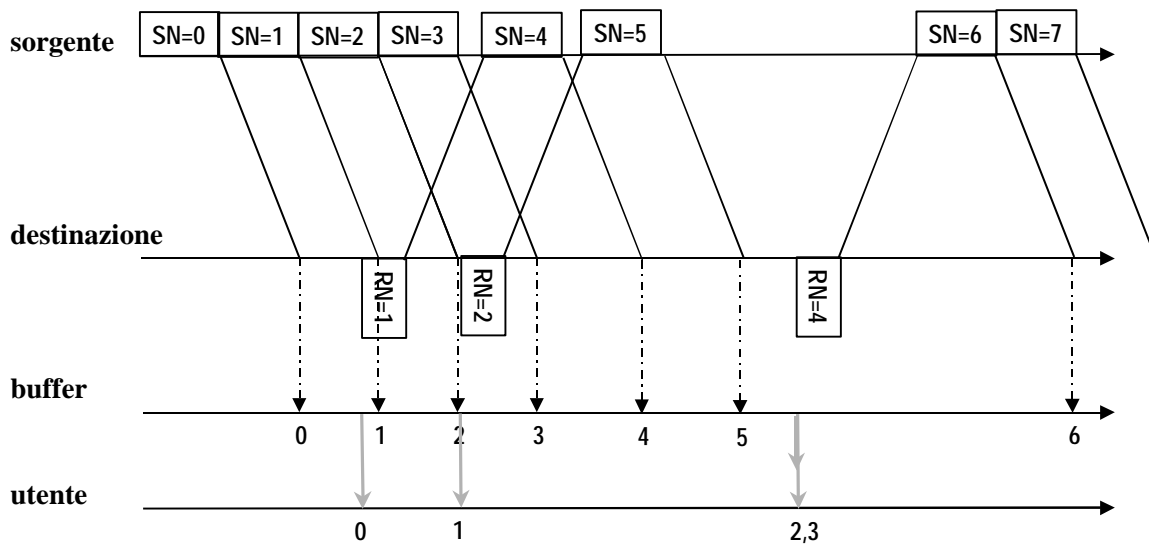 sorgente SN=0 SN=1 SN=2 SN=3 SN=4 SN=5 SN=6 SN=7
destinazione
RN=1 RN=2 RN=4
buffer
0 1 2 3 4 5 6
utente
0 1 2,3